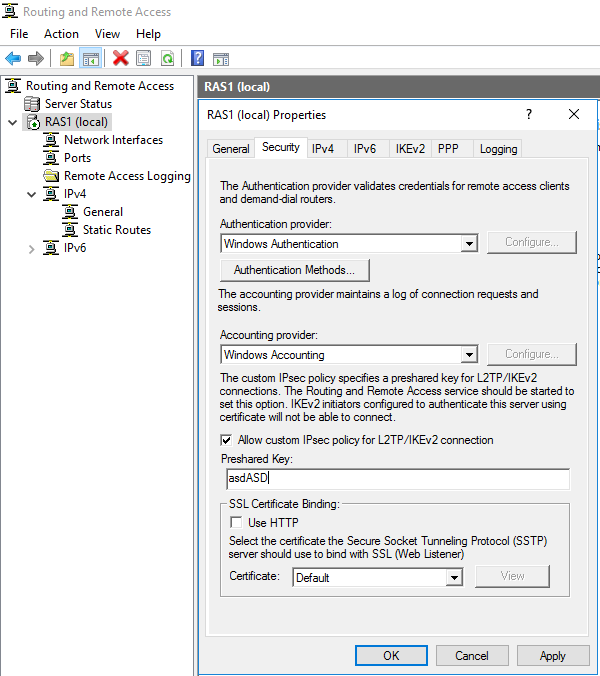 Routing and Remote Access
File Action View Help
Routing and Remote Access
Server Status
RAS1 (local)
Network Interfaces
Ports
Remote Access Logging
IPv4
General
Static Routes
IPv6
RAS1 (local)
RAS1 (local) Properties
General Security IPv4 IPv6 IKEv2 PPP Logging
The Authentication provider validates credentials for remote access clients
and demand-dial routers.
Authentication provider:
Windows Authentication Configure...
Authentication Methods...
The accounting provider maintains a log of connection requests and
sessions.
Accounting provider:
Windows Accounting Configure...
The custom IPsec policy specifies a preshared key for L2TP/IKEv2
connections. The Routing and Remote Access service should be started to
set this option. IKEv2 initiators configured to authenticate this server using
certificate will not be able to connect.
Allow custom IPsec policy for L2TP/IKEv2 connection
Preshared Key:
asdASD
SSL Certificate Binding:
Use HTTP
Select the certificate the Secure Socket Tunneling Protocol (SSTP)
server should use to bind with SSL (Web Listener)
Certificate: Default View
OK Cancel Apply